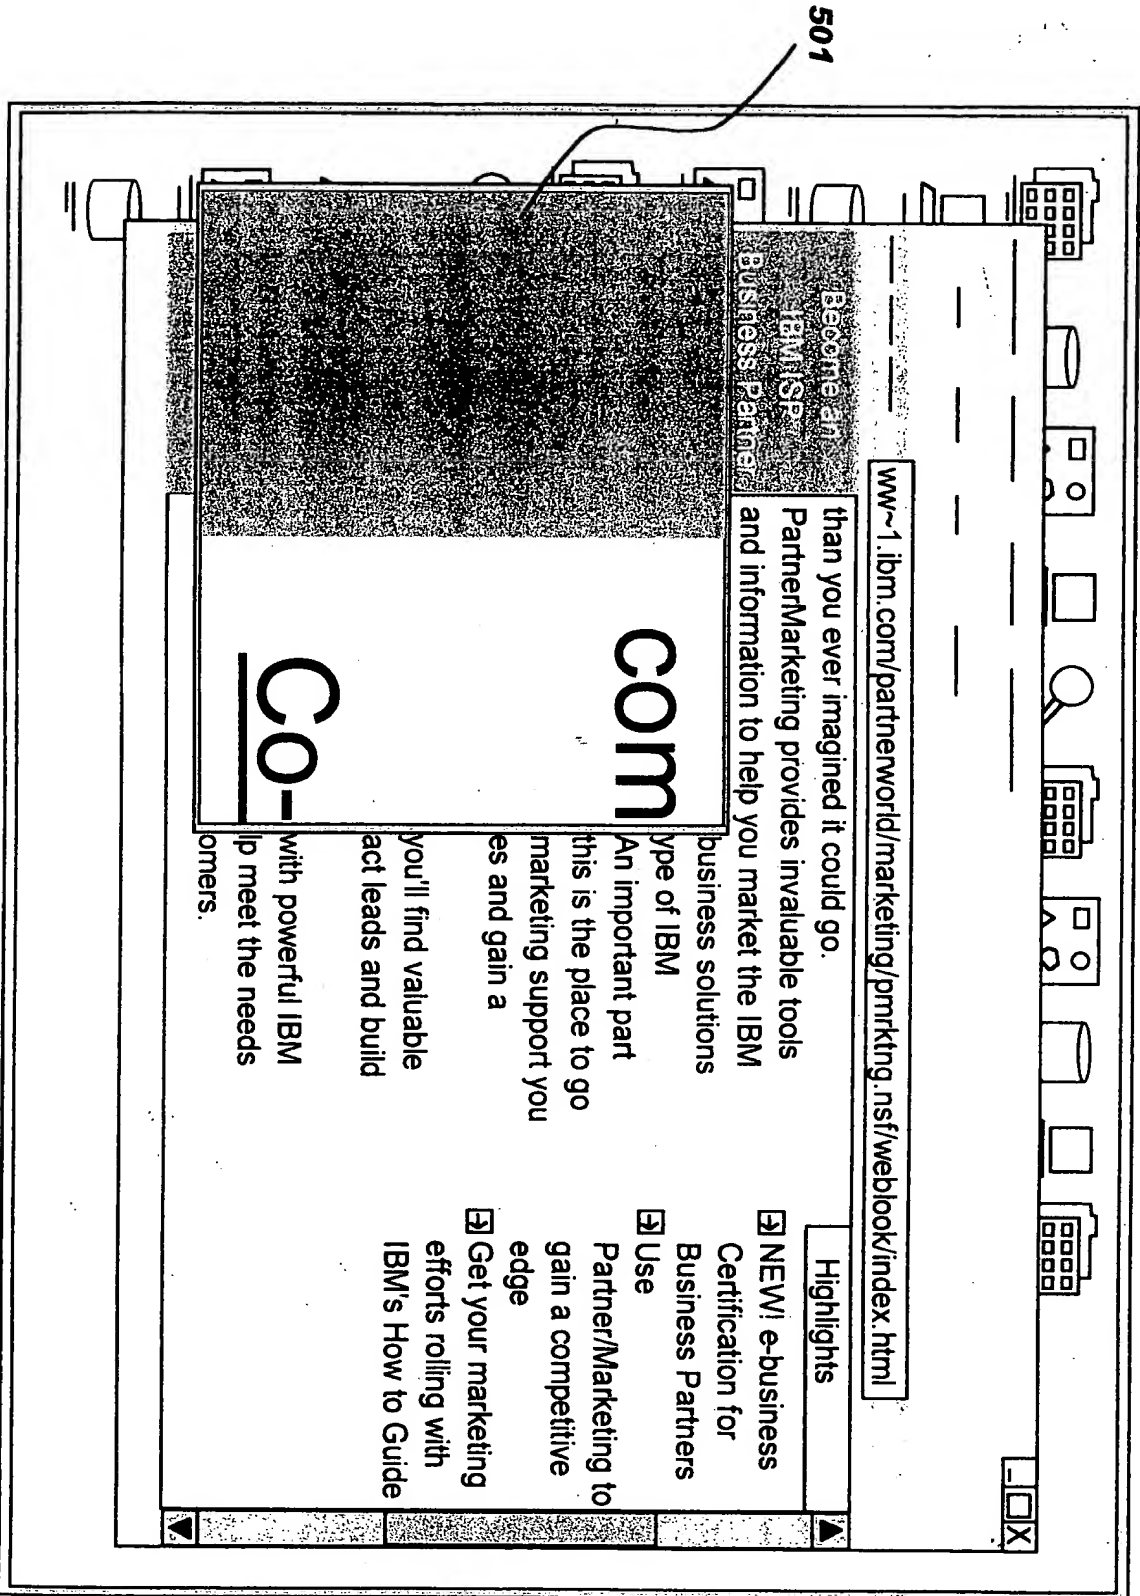 501
X
ww~1.ibm.com/partnerworld/marketing/pmrktng.nsf/weblook/index.html
Become an
IBM ISP
Business Partner
than you ever imagined it could go.
PartnerMarketing provides invaluable tools
and information to help you market the IBM
business solutions
ype of IBM
An important part
this is the place to go
marketing support you
es and gain a
you'll find valuable
act leads and build
with powerful IBM
lp meet the needs
omers.
com
Co-
Highlights
NEW! e-business
Certification for
Business Partners
Use
Partner/Marketing to
gain a competitive
edge
Get your marketing
efforts rolling with
IBM's How to Guide